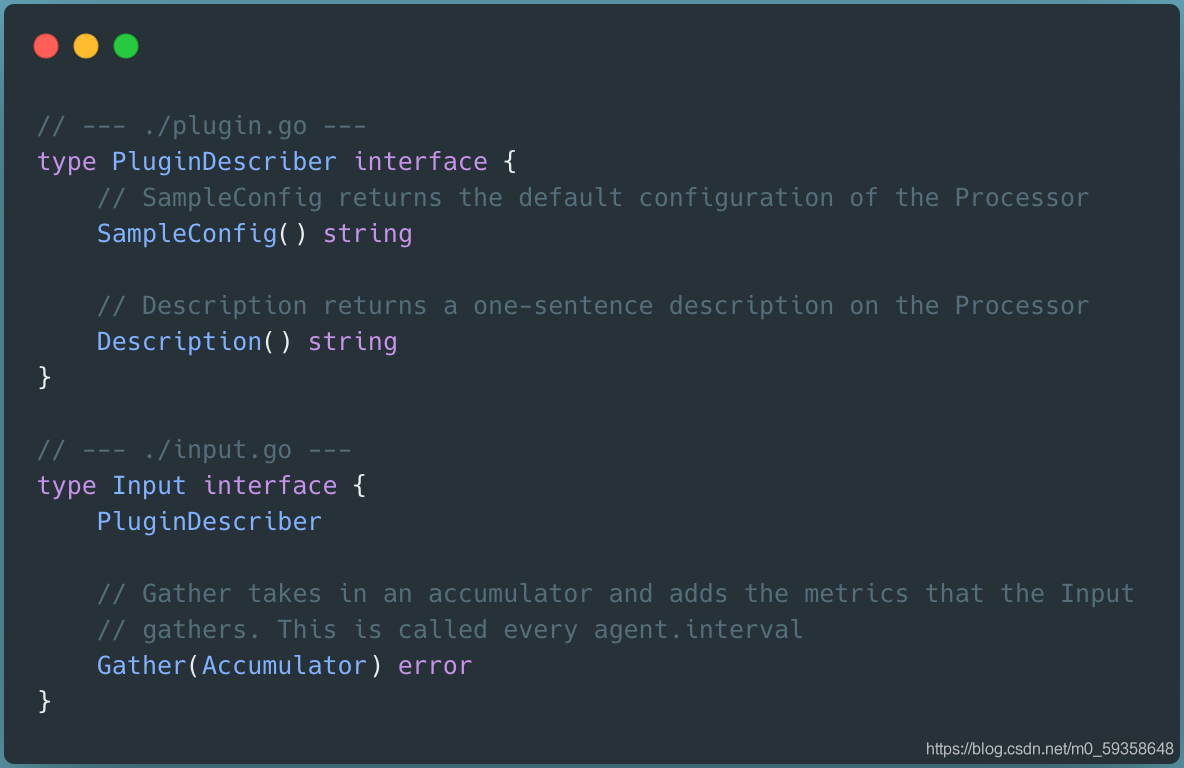 // --- ./plugin.go ---
type PluginDescriber interface {
    // SampleConfig returns the default configuration of the Processor
    SampleConfig() string

    // Description returns a one-sentence description on the Processor
    Description() string
}

// --- ./input.go ---
type Input interface {
    PluginDescriber

    // Gather takes in an accumulator and adds the metrics that the Input
    // gathers. This is called every agent.interval
    Gather(Accumulator) error
}
https://blog.csdn.net/m0_59358648